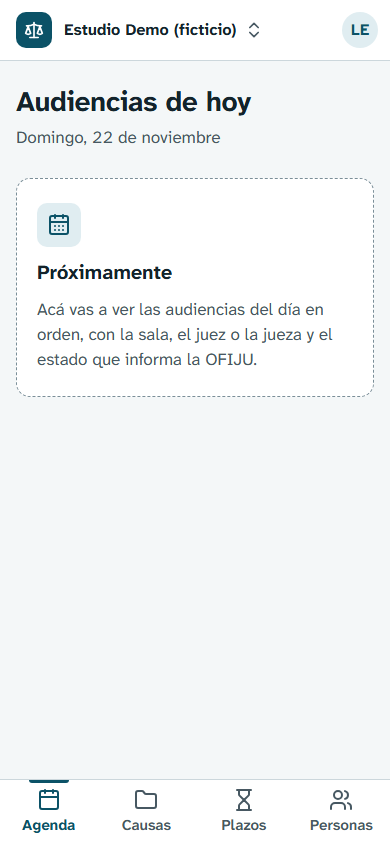 Estudio Demo (ficticio)
LE
Audiencias de hoy
Domingo, 22 de noviembre
Próximamente
Acá vas a ver las audiencias del día en
orden, con la sala, el juez o la jueza y el
estado que informa la OFIJU.
Agenda
Causas
Plazos
Personas